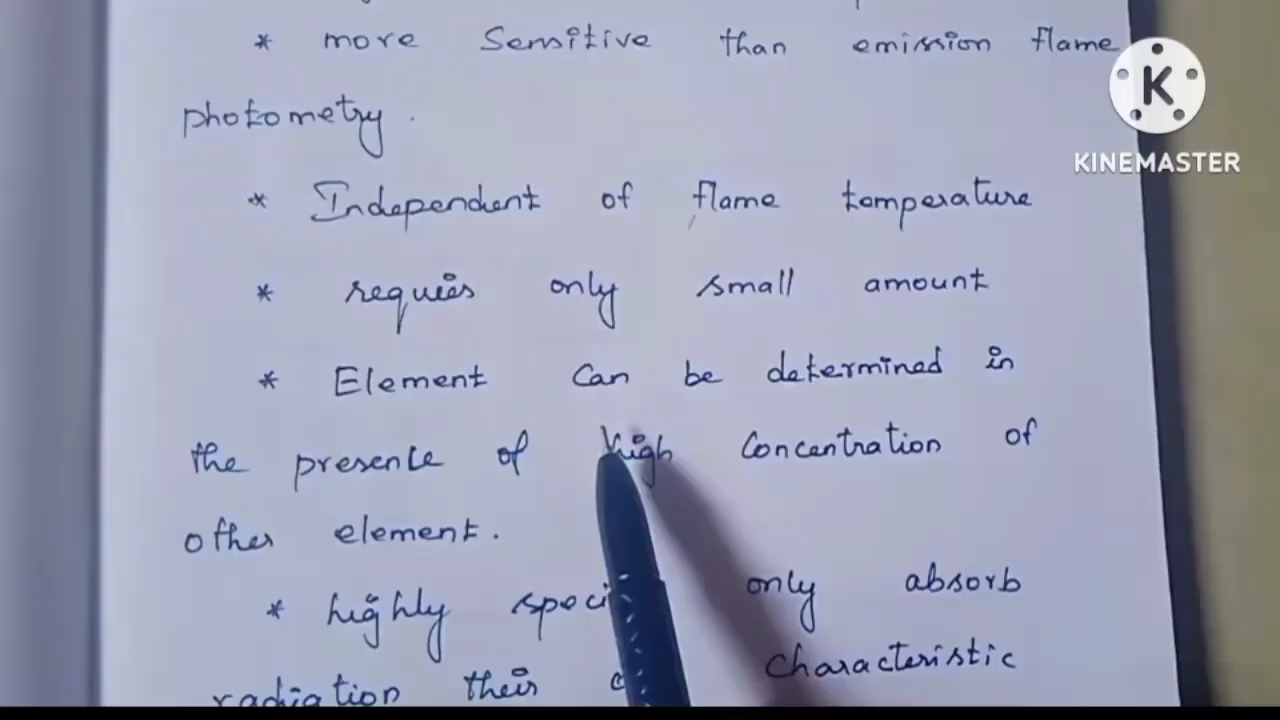 * more Sensitive than emission flame
photometry.
* Independent of flame temperature
* requies only small amount
* Element Can be determined in
the presence of high Concentration of
other element.
* highly only absorb
radiation their characteristic
K
KINEMASTER